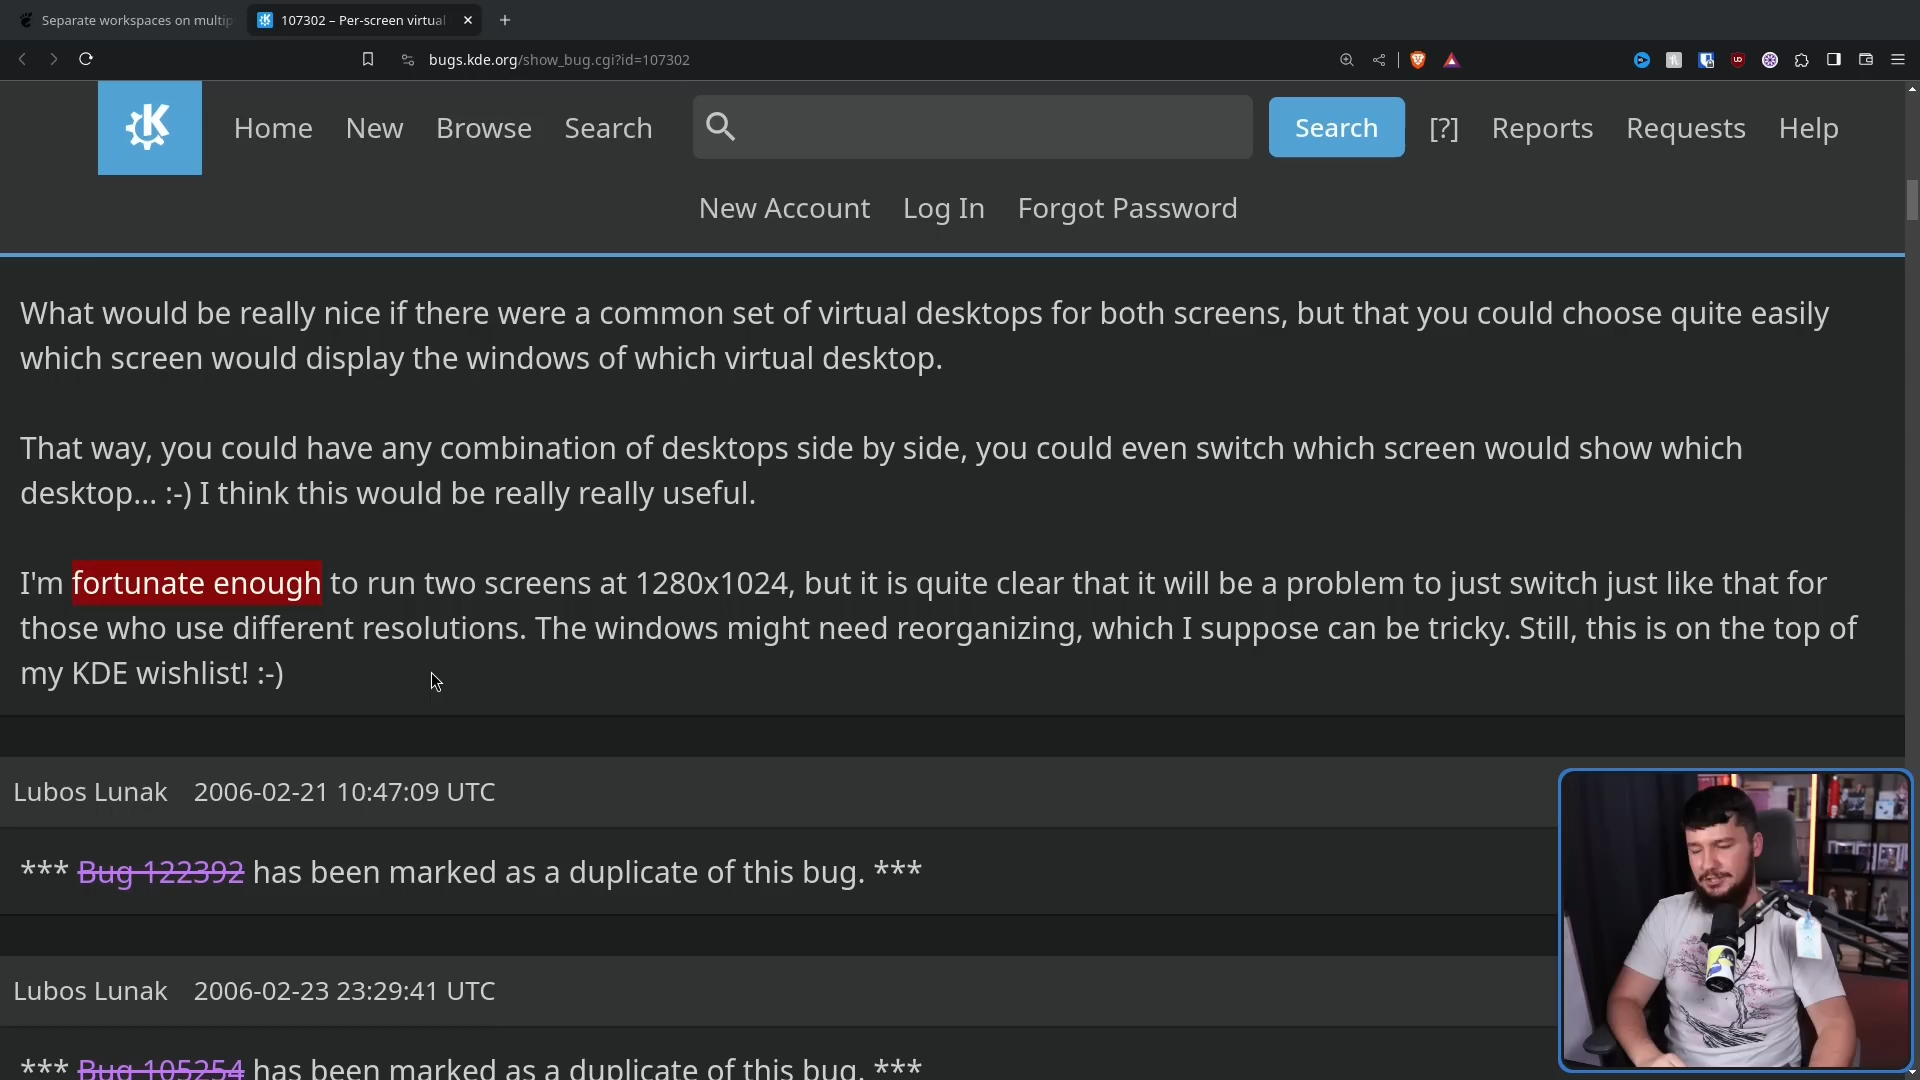 Separate workspaces on multip
107302 – Per-screen virtual
bugs.kde.org/show_bug.cgi?id=107302
Home New Browse Search Search [?] Reports Requests Help
New Account Log In Forgot Password
What would be really nice if there were a common set of virtual desktops for both screens, but that you could choose quite easily
which screen would display the windows of which virtual desktop.
That way, you could have any combination of desktops side by side, you could even switch which screen would show which
desktop... :-) I think this would be really really useful.
I'm fortunate enough to run two screens at 1280x1024, but it is quite clear that it will be a problem to just switch just like that for
those who use different resolutions. The windows might need reorganizing, which I suppose can be tricky. Still, this is on the top of
my KDE wishlist! :-)
Lubos Lunak 2006-02-21 10:47:09 UTC
*** Bug 122392 has been marked as a duplicate of this bug. ***
Lubos Lunak 2006-02-23 23:29:41 UTC
*** Bug 105254 has been marked as a duplicate of this bug. ***